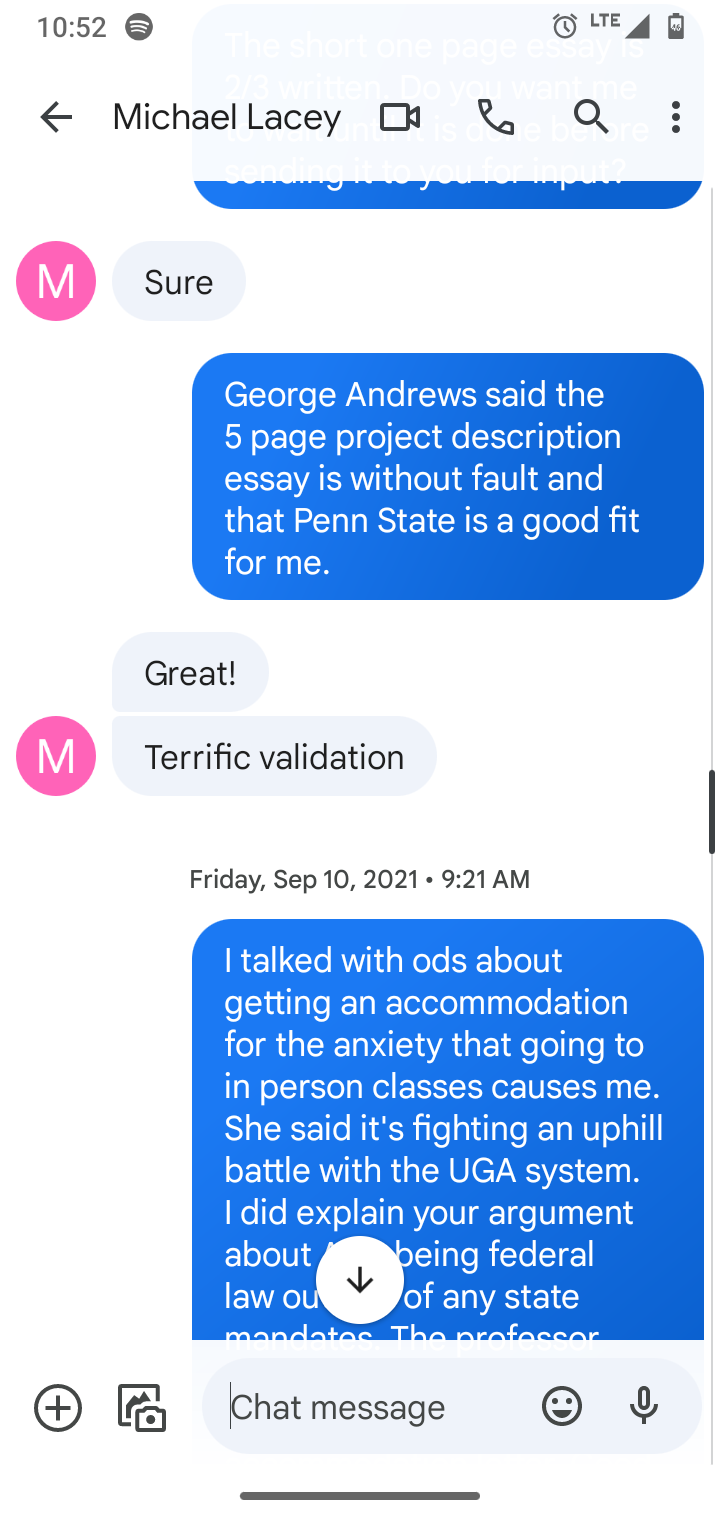 10:52
LTE
46
The short one page essay is
2/3 written. Do you want me
to wait until it is done before
sending it to you for input?
Michael Lacey
M
Sure
George Andrews said the
5 page project description
essay is without fault and
that Penn State is a good fit
for me.
Great!
M
Terrific validation
Friday, Sep 10, 2021 • 9:21 AM
I talked with ods about
getting an accommodation
for the anxiety that going to
in person classes causes me.
She said it's fighting an uphill
battle with the UGA system.
I did explain your argument
about being federal
law of any state
mandates. The professor
Chat message